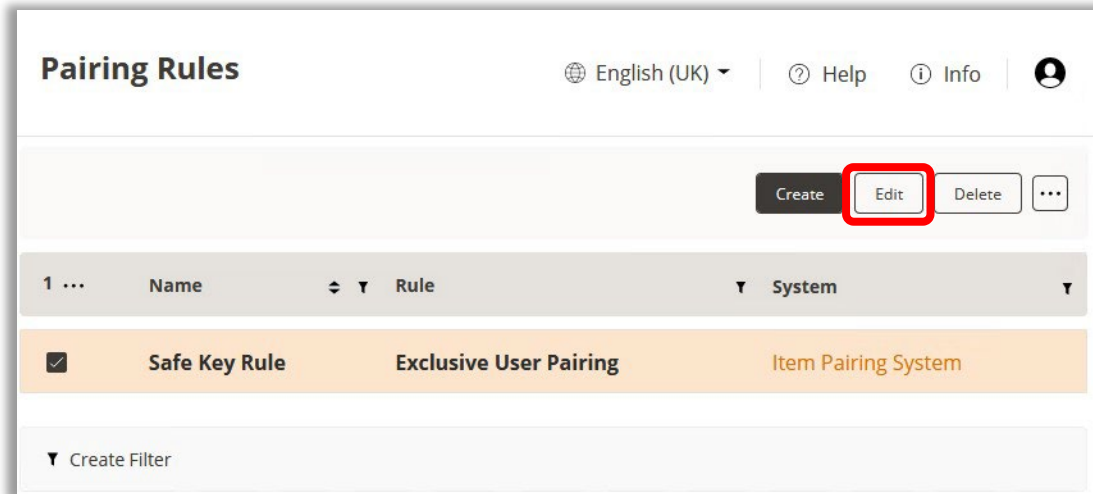 Pairing Rules English (UK) Help Info
Create Edit Delete ...
1 ... Name Rule System
Safe Key Rule Exclusive User Pairing Item Pairing System
Create Filter